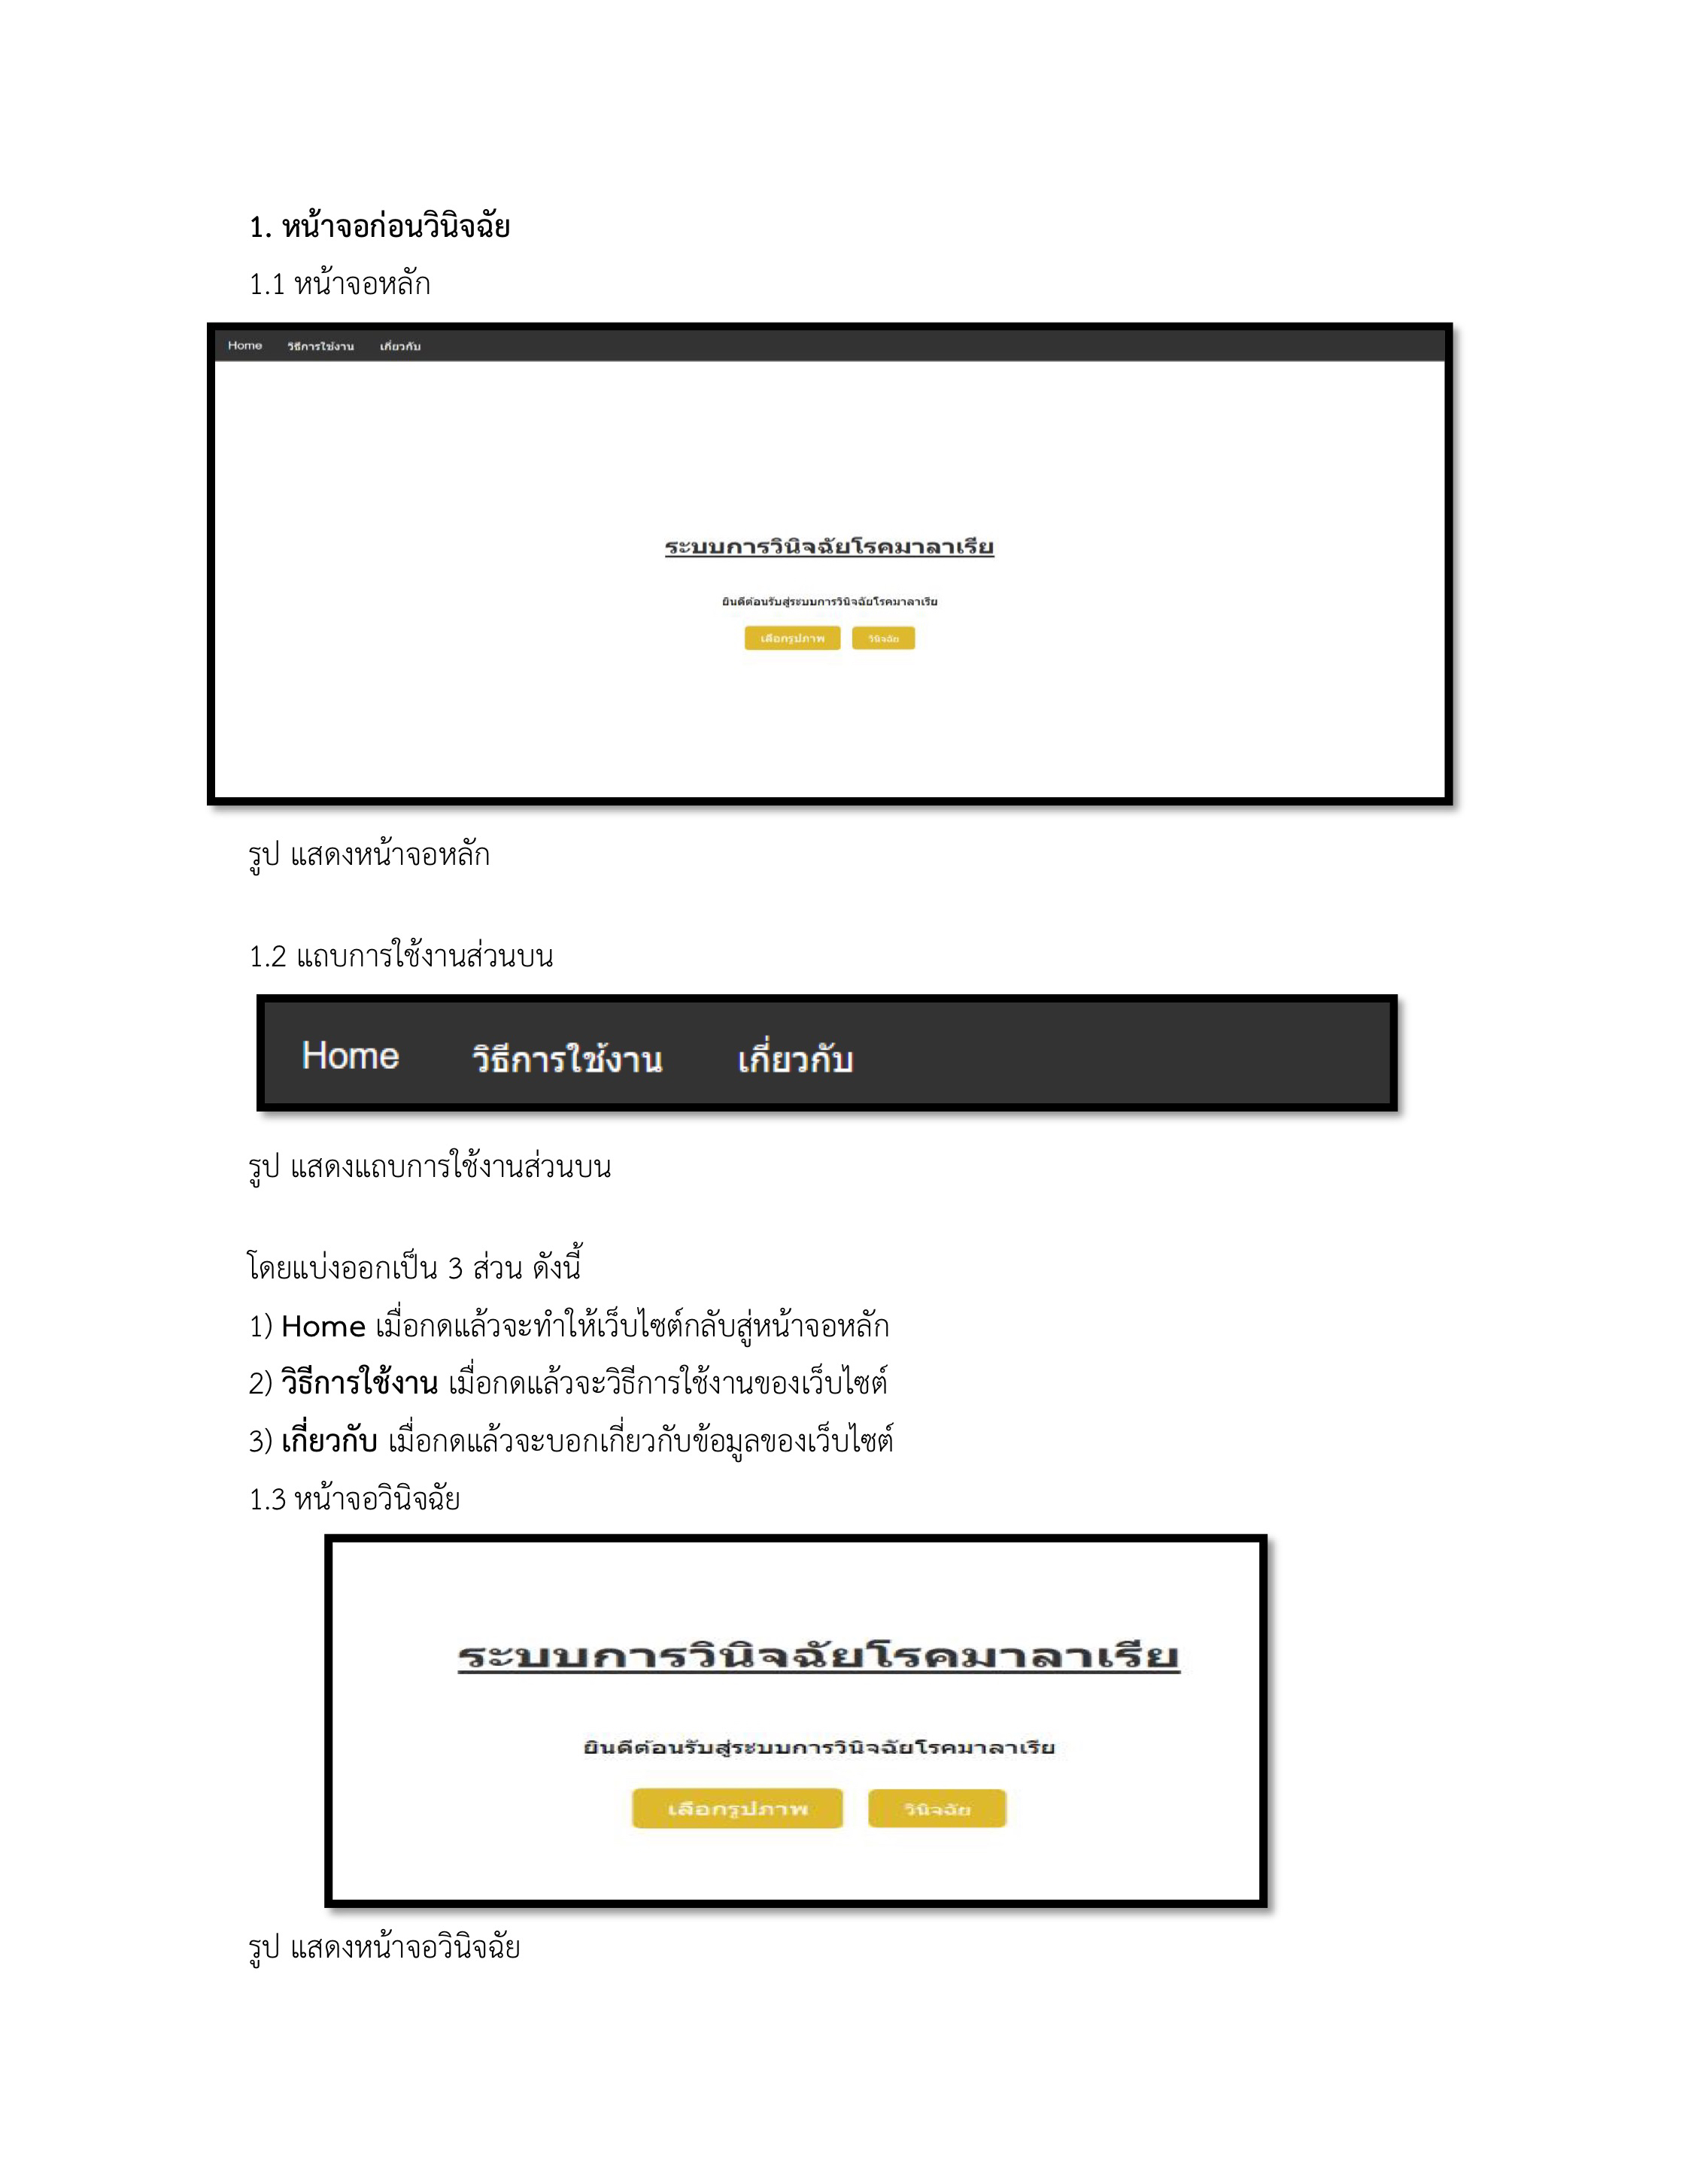 1. หน้าจอก่อนวินิจฉัย
1.1 หน้าจอหลัก
Home วิธีการใช้งาน เกี่ยวกับ
ระบบการวินิจฉัยโรคมาลาเรีย
ยินดีต้อนรับสู่ระบบการวินิจฉัยโรคมาลาเรีย
เลือกรูปภาพ วินิจฉัย
รูป แสดงหน้าจอหลัก
1.2 แถบการใช้งานส่วนบน
Home วิธีการใช้งาน เกี่ยวกับ
รูป แสดงแถบการใช้งานส่วนบน
โดยแบ่งออกเป็น 3 ส่วน ดังนี้
1) Home เมื่อกดแล้วจะทำให้เว็บไซต์กลับสู่หน้าจอหลัก
2) วิธีการใช้งาน เมื่อกดแล้วจะวิธีการใช้งานของเว็บไซต์
3) เกี่ยวกับ เมื่อกดแล้วจะบอกเกี่ยวกับข้อมูลของเว็บไซต์
1.3 หน้าจอวินิจฉัย
ระบบการวินิจฉัยโรคมาลาเรีย
ยินดีต้อนรับสู่ระบบการวินิจฉัยโรคมาลาเรีย
เลือกรูปภาพ วินิจฉัย
รูป แสดงหน้าจอวินิจฉัย